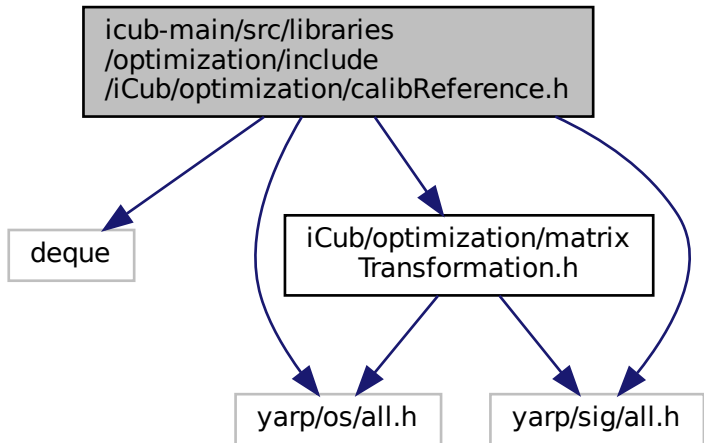 icub-main/src/libraries
/optimization/include
/iCub/optimization/calibReference.h
deque
iCub/optimization/matrix
Transformation.h
yarp/os/all.h
yarp/sig/all.h